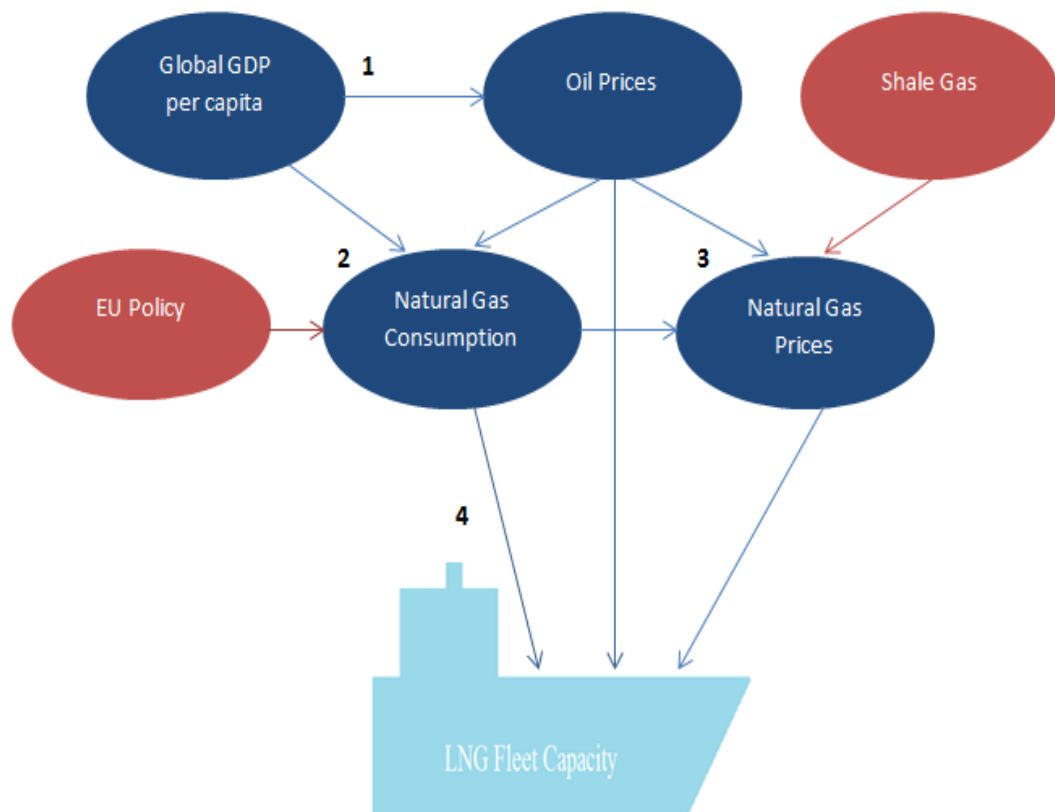 Global GDP
per capita
1
Oil Prices
Shale Gas
EU Policy
2
Natural Gas
Consumption
3
Natural Gas
Prices
4
LNG Fleet Capacity